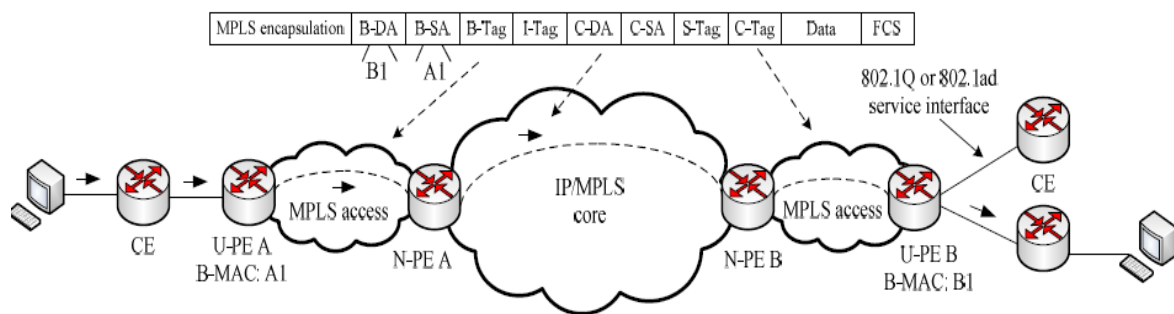 MPLS encapsulation B-DA B-SA B-Tag I-Tag C-DA C-SA S-Tag C-Tag Data FCS
B1 A1
802.1Q or 802.1ad
service interface
IP/MPLS
core
MPLS access
MPLS access
CE
CE
U-PE A
B-MAC: A1
N-PE A
N-PE B
U-PE B
B-MAC: B1